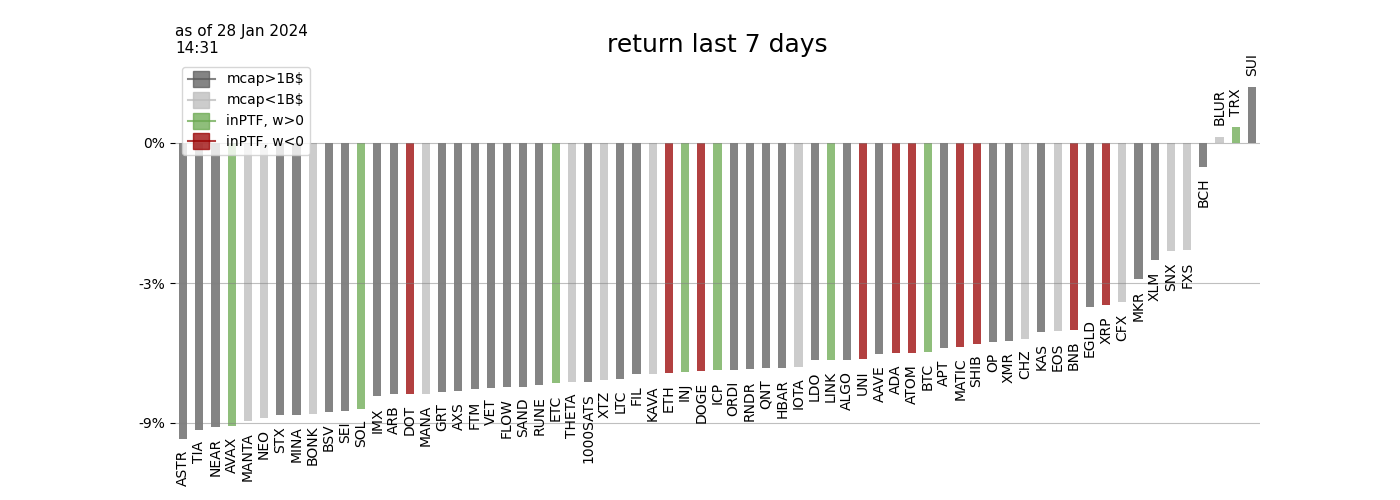 as of 28 Jan 2024
14:31
return last 7 days
mcap>1B$
mcap<1B$
inPTF, w>0
inPTF, w<0
0%
-3%
-9%
ASTR
TIA
NEAR
AVAX
MANTA
NEO
STX
MINA
BONK
BSV
SEI
SOL
IMX
ARB
DOT
MANA
GRT
AXS
FTM
VET
FLOW
SAND
RUNE
ETC
THETA
1000SATS
XTZ
LTC
FIL
KAVA
ETH
INJ
DOGE
ICP
ORDI
RNDR
QNT
HBAR
IOTA
LDO
LINK
ALGO
UNI
AAVE
ADA
ATOM
BTC
APT
MATIC
SHIB
OP
XMR
CHZ
KAS
EOS
BNB
EGLD
XRP
CFX
MKR
XLM
SNX
FXS
BCH
BLUR
TRX
SUI